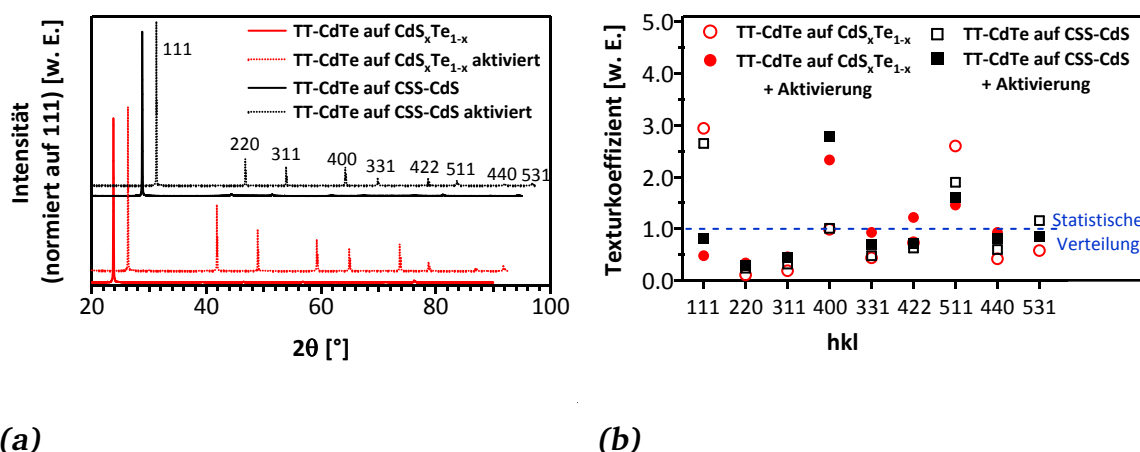 (a)
Intensität
(normiert auf 111) [w. E.]
TT-CdTe auf CdSxTe1-x
TT-CdTe auf CdSxTe1-x aktiviert
TT-CdTe auf CSS-CdS
TT-CdTe auf CSS-CdS aktiviert
111
220
311
400
331
422
511
440
531
20 40 60 80 100
2θ [°]
(b)
Texturkoeffizient [w. E.]
5.0
4.0
3.0
2.0
1.0
0.0
TT-CdTe auf CdSxTe1-x
TT-CdTe auf CdSxTe1-x
+ Aktivierung
TT-CdTe auf CSS-CdS
TT-CdTe auf CSS-CdS
+ Aktivierung
Statistische
Verteilung
111 220 311 400 331 422 511 440 531
hkl
(a)
(b)